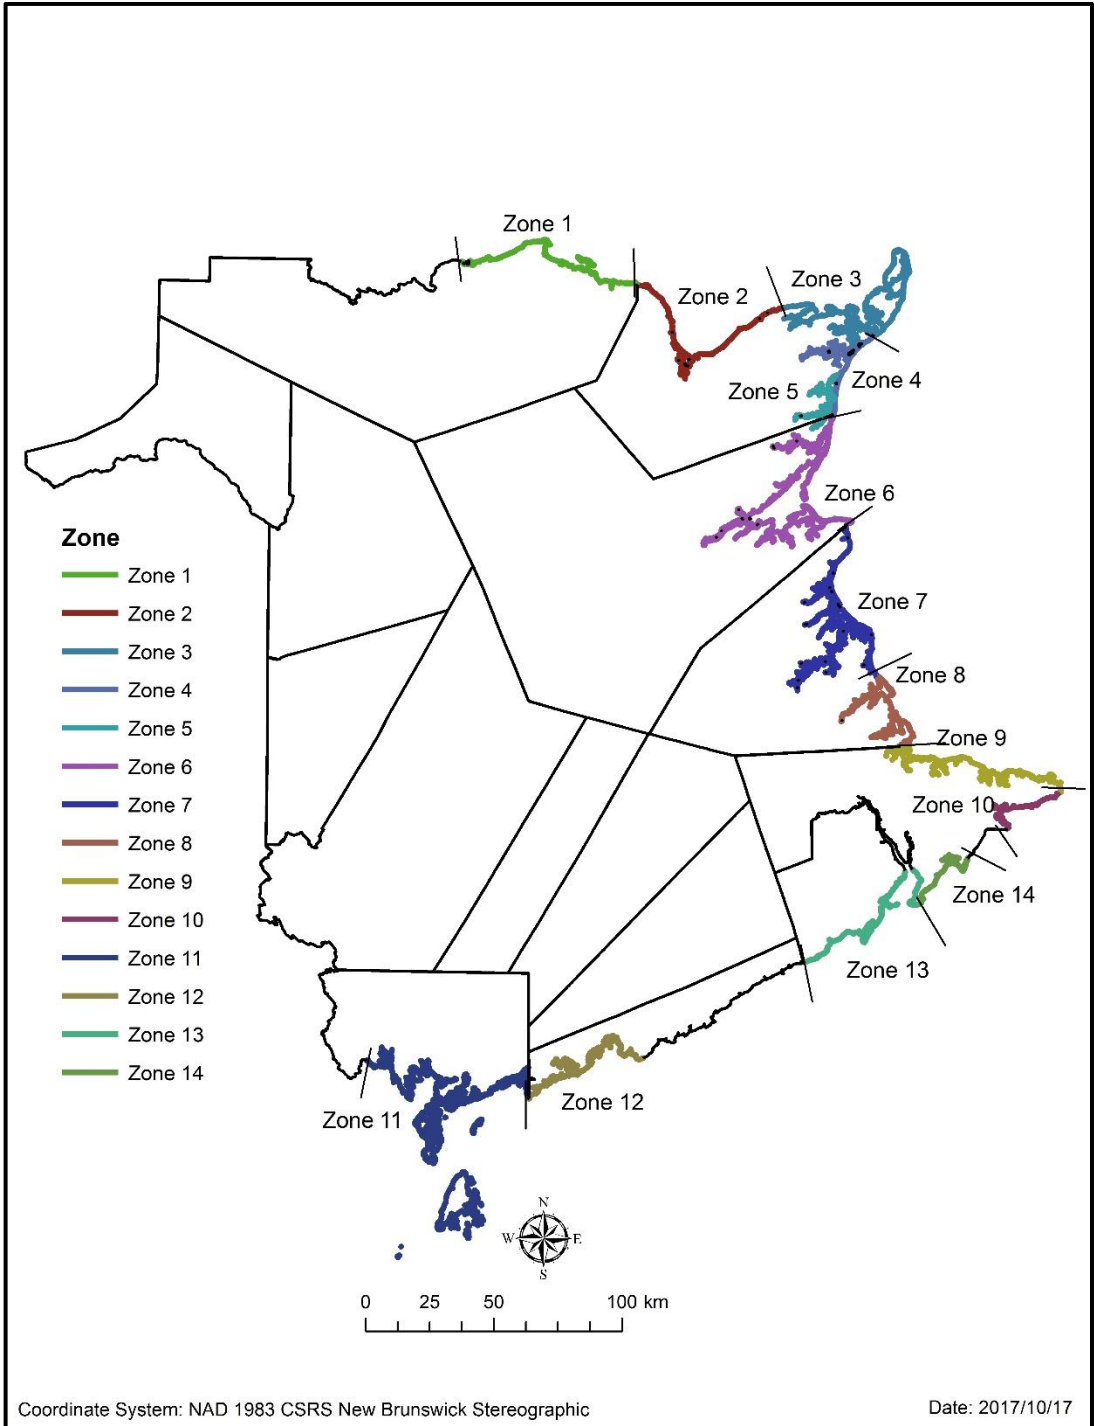 Zone 1
Zone 2
Zone 3
Zone 4
Zone 5
Zone 6
Zone 7
Zone 8
Zone 9
Zone 10
Zone 14
Zone 13
Zone 12
Zone 11
Zone
Zone 1
Zone 2
Zone 3
Zone 4
Zone 5
Zone 6
Zone 7
Zone 8
Zone 9
Zone 10
Zone 11
Zone 12
Zone 13
Zone 14
N
W E
S
0 25 50 100 km
Coordinate System: NAD 1983 CSRS New Brunswick Stereographic
Date: 2017/10/17